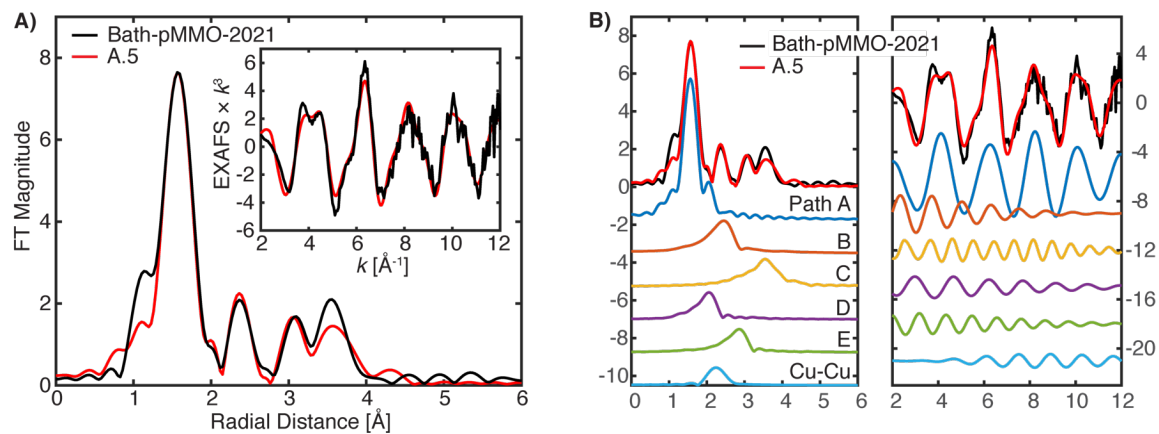 A)
Bath-pMMO-2021
A.5
8
6
4
2
0
FT Magnitude
0 1 2 3 4 5 6
Radial Distance [Å]
6
4
2
0
-2
-4
-6
EXAFS × k³
2 4 6 8 10 12
k [Å⁻¹]
B)
Bath-pMMO-2021
A.5
8
6
4
2
0
-2
-4
-6
-8
-10
Path A
B
C
D
E
Cu-Cu
0 1 2 3 4 5 6
0
-4
-8
-12
-16
-20
2 4 6 8 10 12